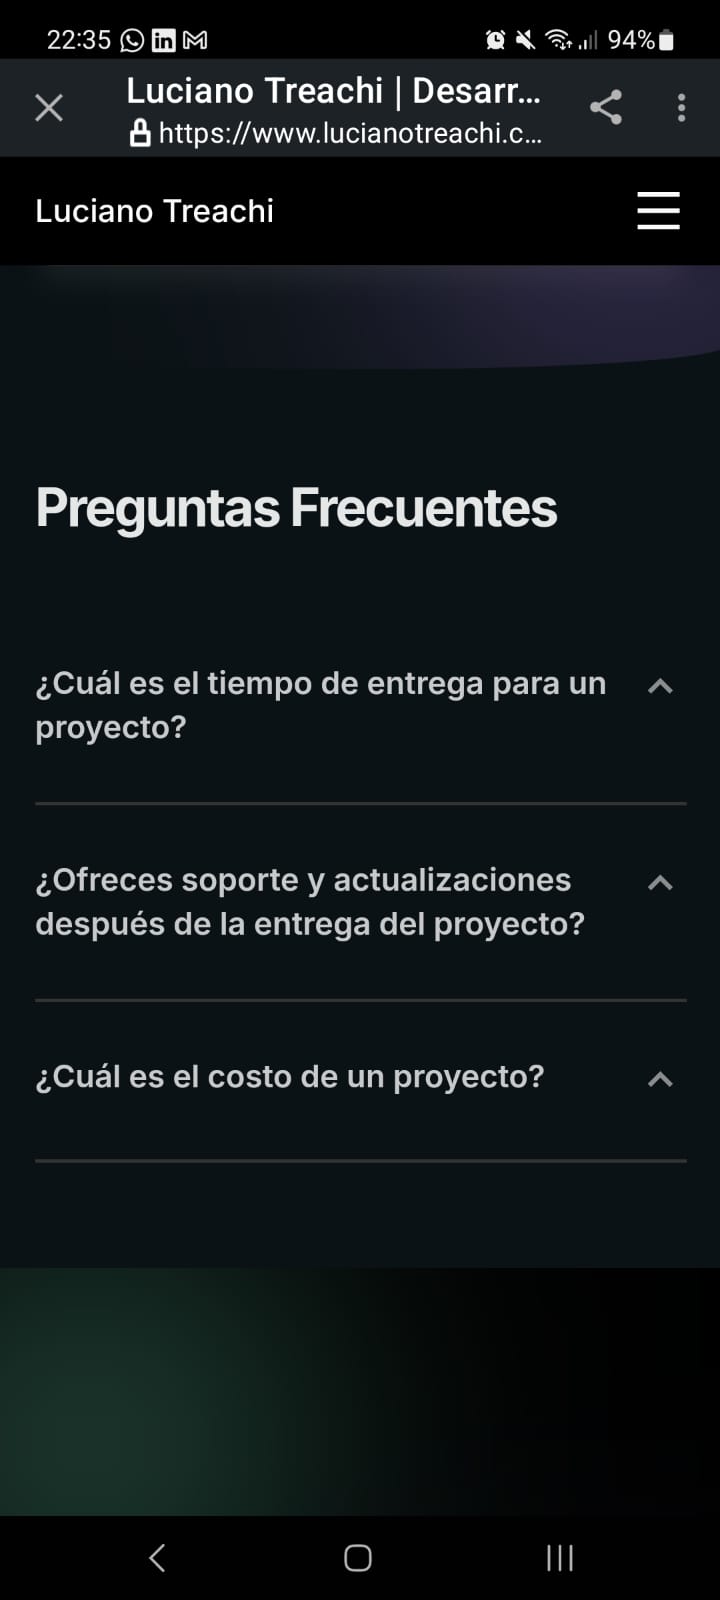 22:35 94%
Luciano Treachi | Desarr...
https://www.lucianotreachi.c...
Luciano Treachi
Preguntas Frecuentes
¿Cuál es el tiempo de entrega para un
proyecto?
¿Ofreces soporte y actualizaciones
después de la entrega del proyecto?
¿Cuál es el costo de un proyecto?